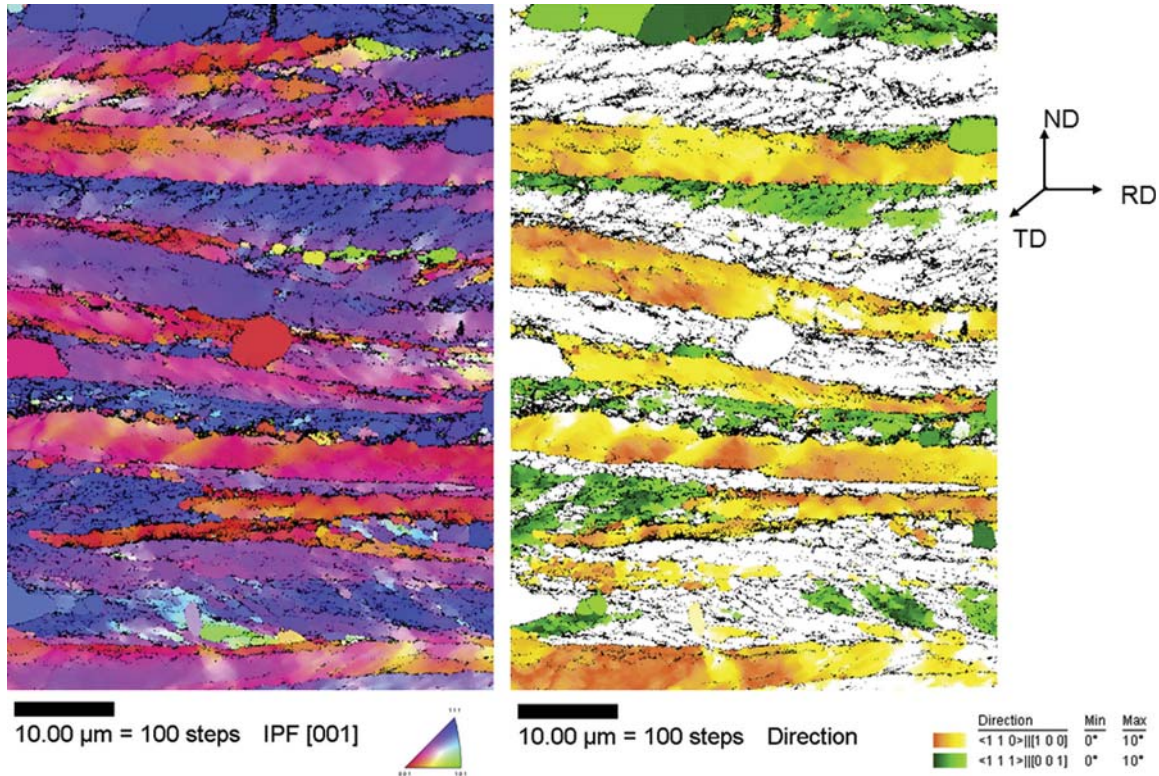 ND
RD
TD
10.00 µm = 100 steps IPF [001]
111
001 101
10.00 µm = 100 steps Direction
Direction Min Max
<1 1 0>||[1 0 0] 0° 10°
<1 1 1>||[0 0 1] 0° 10°